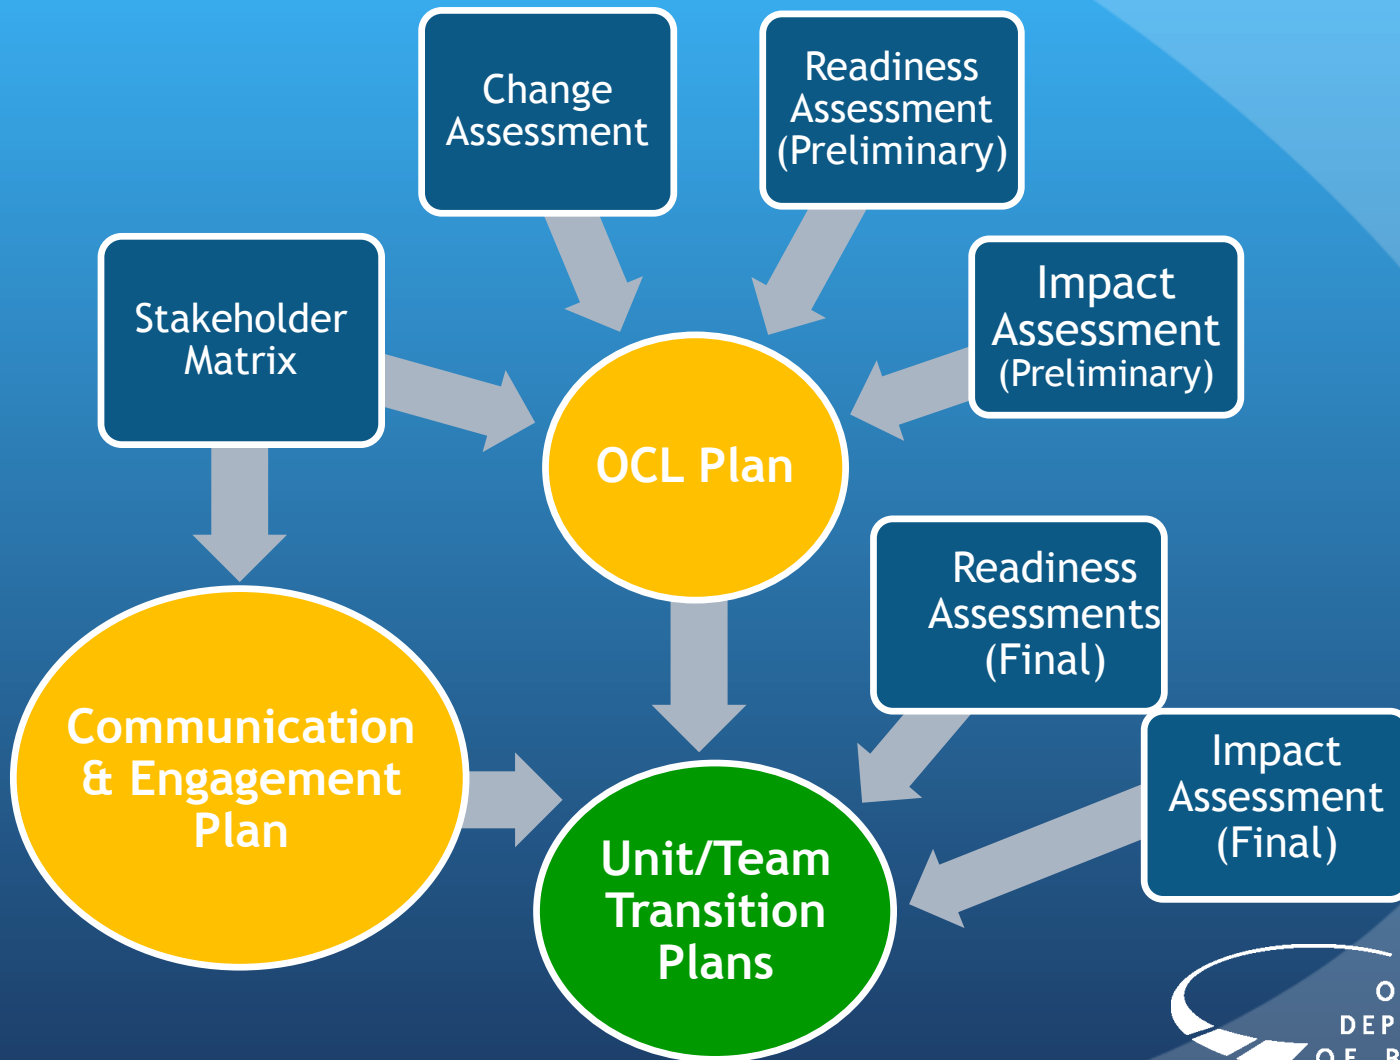 Change
Assessment
Readiness
Assessment
(Preliminary)
Stakeholder
Matrix
Impact
Assessment
(Preliminary)
OCL Plan
Readiness
Assessments
(Final)
Communication
& Engagement
Plan
Impact
Assessment
(Final)
Unit/Team
Transition
Plans
O
DEP
OF